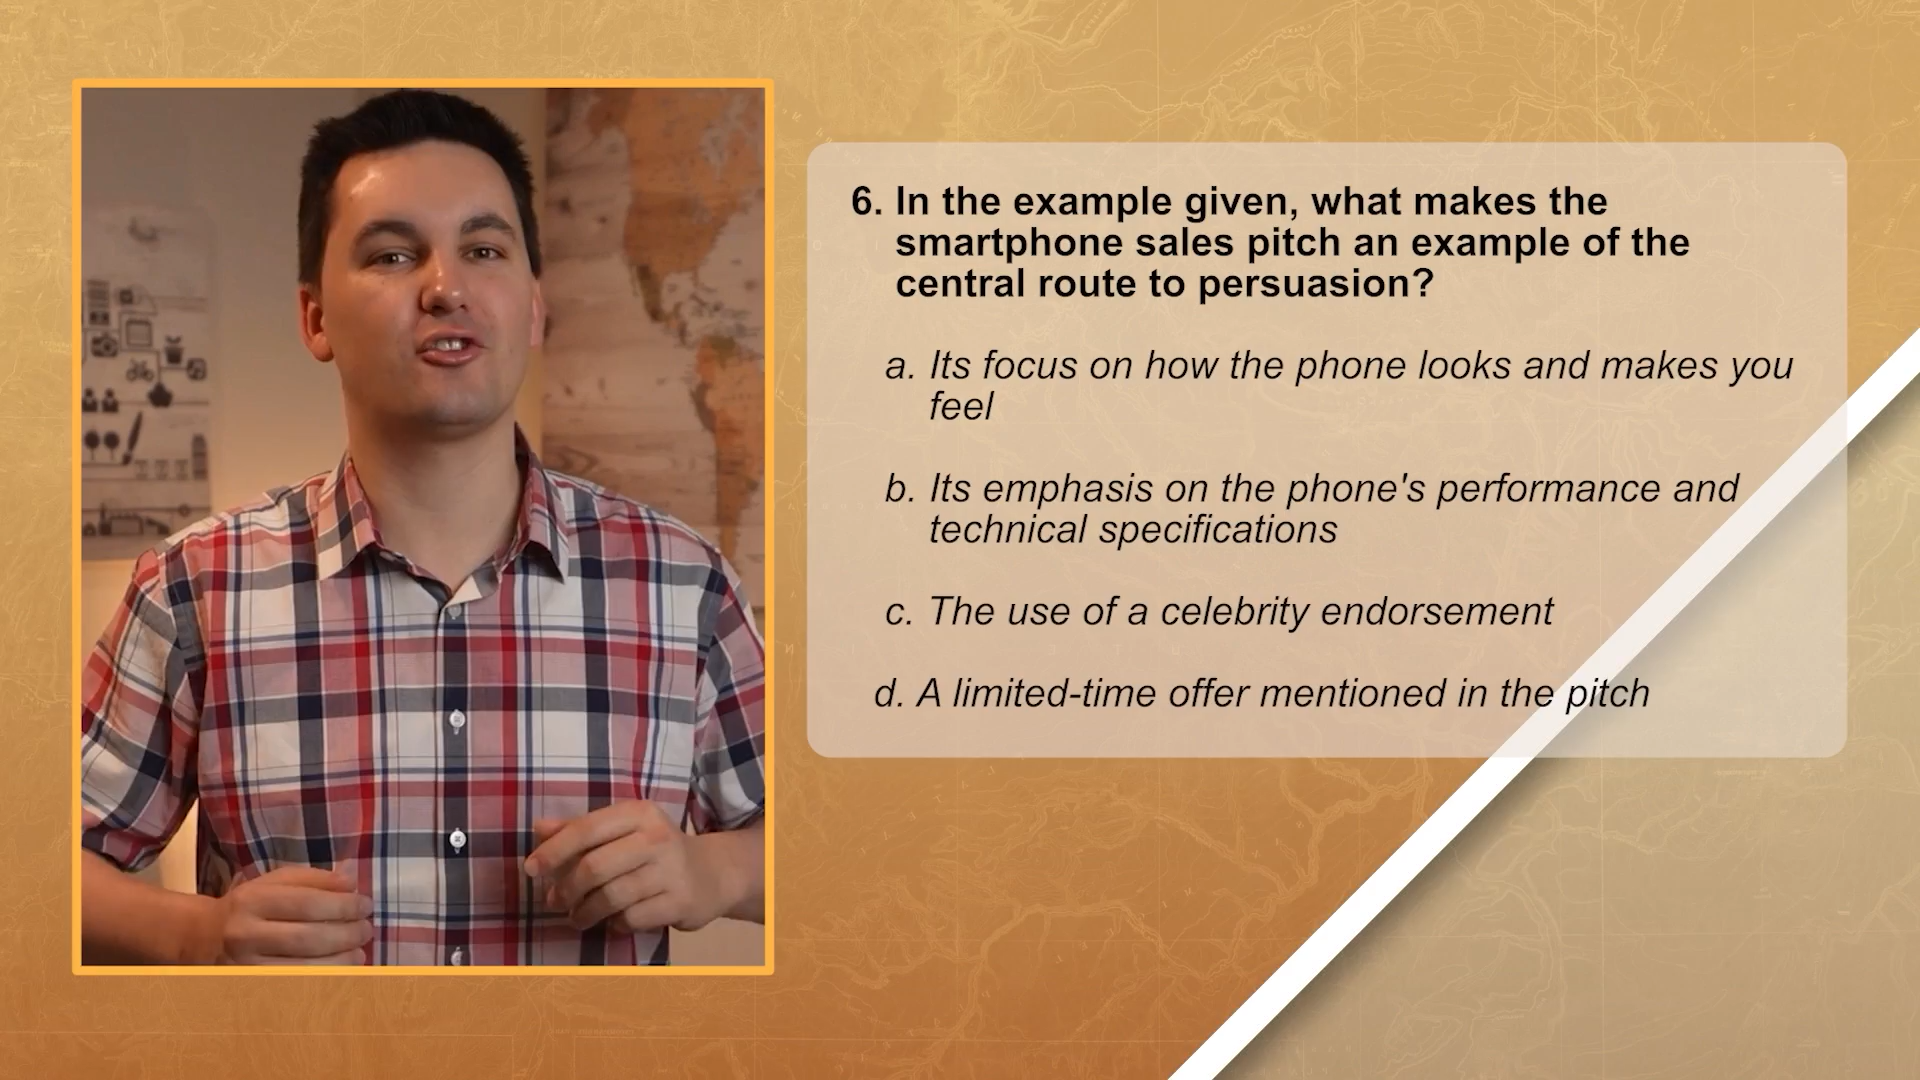 6. In the example given, what makes the
smartphone sales pitch an example of the
central route to persuasion?
a. Its focus on how the phone looks and makes you
feel
b. Its emphasis on the phone's performance and
technical specifications
c. The use of a celebrity endorsement
d. A limited-time offer mentioned in the pitch